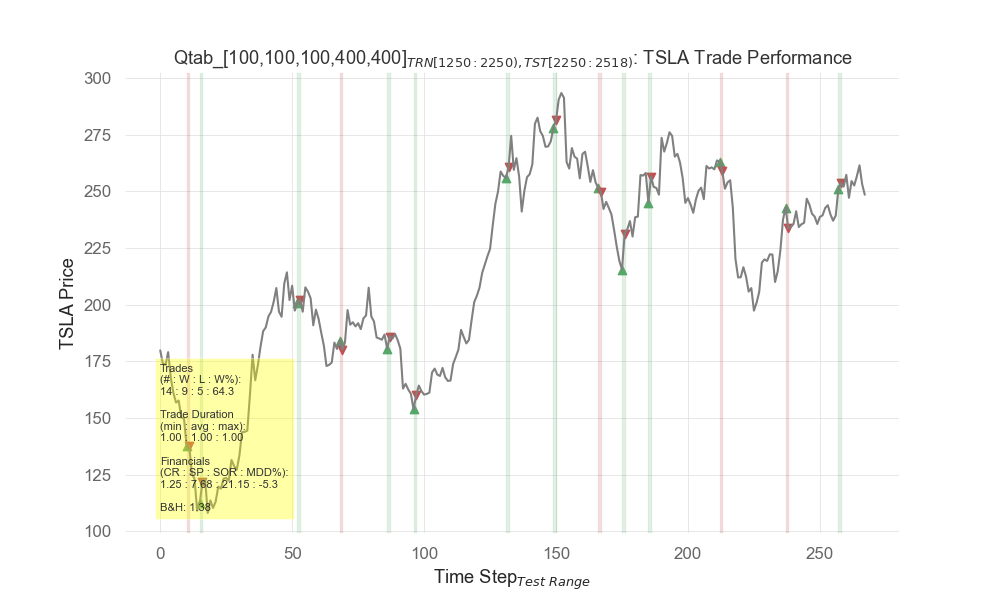 Qtab_[100,100,100,400,400]TRN[1250:2250),TST[2250:2518): TSLA Trade Performance
300
275
250
225
200
175
150
125
100
TSLA Price
Trades
(# : W : L : W%):
14 : 9 : 5 : 64.3
Trade Duration
(min : avg : max):
1.00 : 1.00 : 1.00
Financials
(CR : SP : SOR : MDD%):
1.25 : 7.68 : 21.15 : -5.3
B&H: 1.38
0 50 100 150 200 250
Time StepTest Range